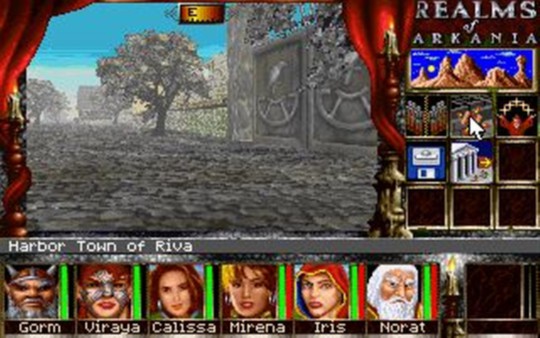 E
REALMS
of
ARKANIA
Harbor Town of Riva
Gorm Viraya Calissa Mirena Iris Norat